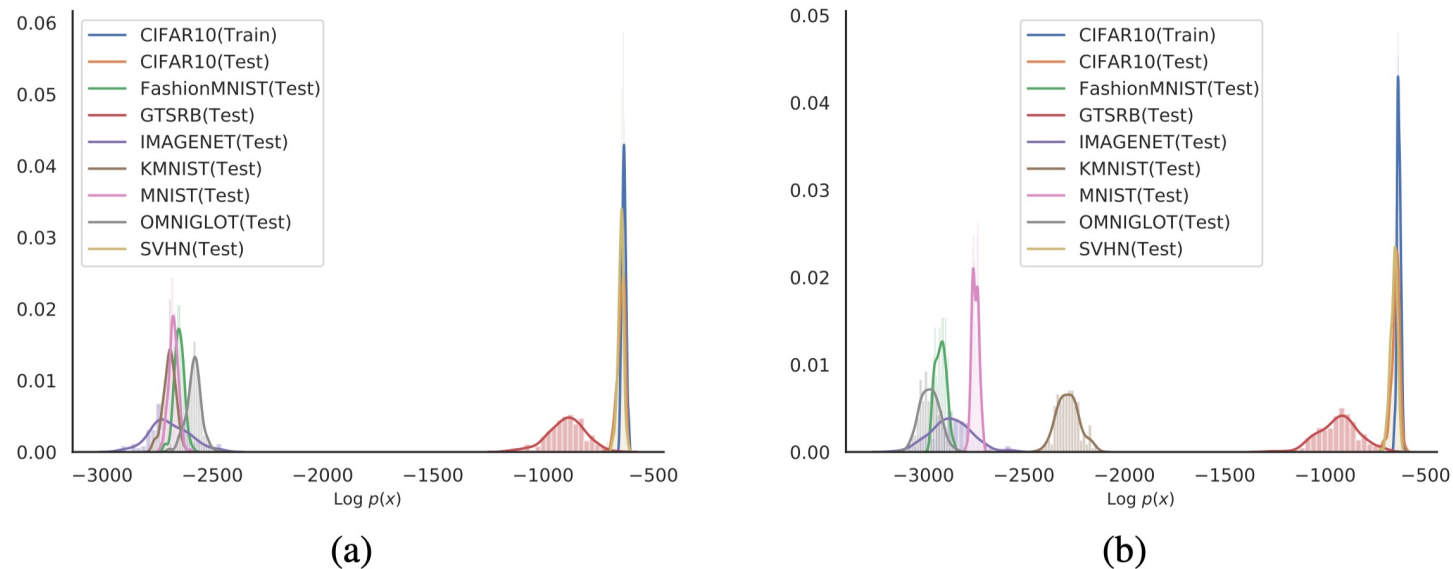 0.06
0.05
0.04
0.03
0.02
0.01
0.00
CIFAR10(Train)
CIFAR10(Test)
FashionMNIST(Test)
GTSRB(Test)
IMAGENET(Test)
KMNIST(Test)
MNIST(Test)
OMNIGLOT(Test)
SVHN(Test)
−3000 −2500 −2000 −1500 −1000 −500
Log p(x)
(a)
0.05
0.04
0.03
0.02
0.01
0.00
CIFAR10(Train)
CIFAR10(Test)
FashionMNIST(Test)
GTSRB(Test)
IMAGENET(Test)
KMNIST(Test)
MNIST(Test)
OMNIGLOT(Test)
SVHN(Test)
−3000 −2500 −2000 −1500 −1000 −500
Log p(x)
(b)